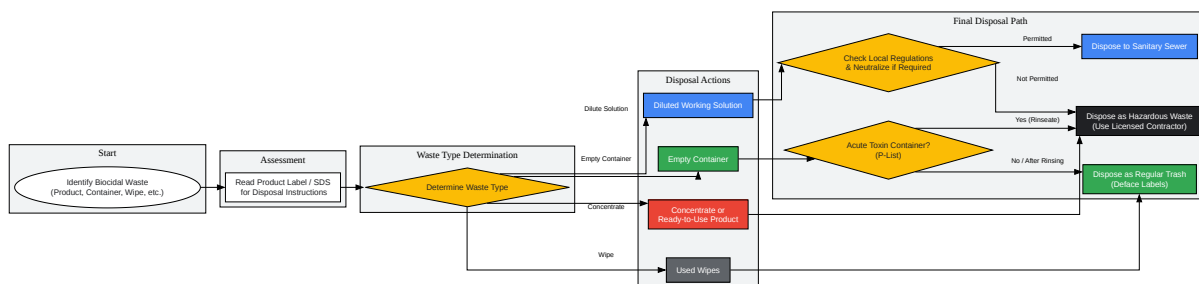 Start
Identify Biocidal Waste
(Product, Container, Wipe, etc.)
Assessment
Read Product Label / SDS
for Disposal Instructions
Waste Type Determination
Determine Waste Type
Dilute Solution
Empty Container
Concentrate
Wipe
Disposal Actions
Diluted Working Solution
Empty Container
Concentrate or
Ready-to-Use Product
Used Wipes
Final Disposal Path
Check Local Regulations
& Neutralize if Required
Permitted
Not Permitted
Dispose to Sanitary Sewer
Acute Toxin Container?
(P-List)
Yes (Rinseate)
No / After Rinsing
Dispose as Hazardous Waste
(Use Licensed Contractor)
Dispose as Regular Trash
(Deface Labels)